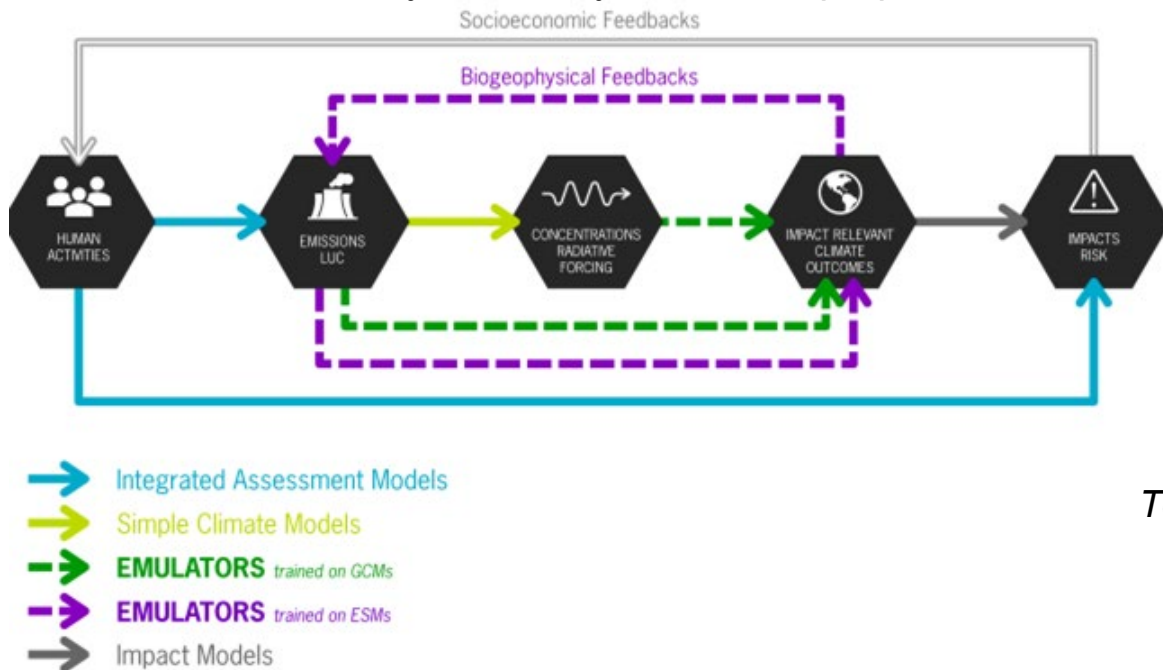 Socioeconomic Feedbacks
Biogeophysical Feedbacks
HUMAN
ACTIVITIES
EMISSIONS
LUC
CONCENTRATIONS
RADIATIVE
FORCING
IMPACT RELEVANT
CLIMATE
OUTCOMES
IMPACTS
RISK
Integrated Assessment Models
Simple Climate Models
EMULATORS trained on GCMs
EMULATORS trained on ESMs
Impact Models
T